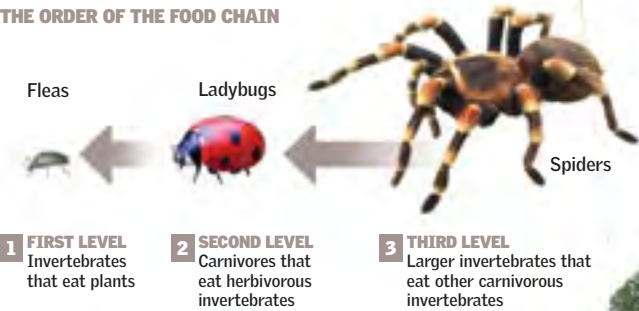 THE ORDER OF THE FOOD CHAIN
Fleas
Ladybugs
Spiders
1 FIRST LEVEL
Invertebrates
that eat plants
2 SECOND LEVEL
Carnivores that
eat herbivorous
invertebrates
3 THIRD LEVEL
Larger invertebrates that
eat other carnivorous
invertebrates